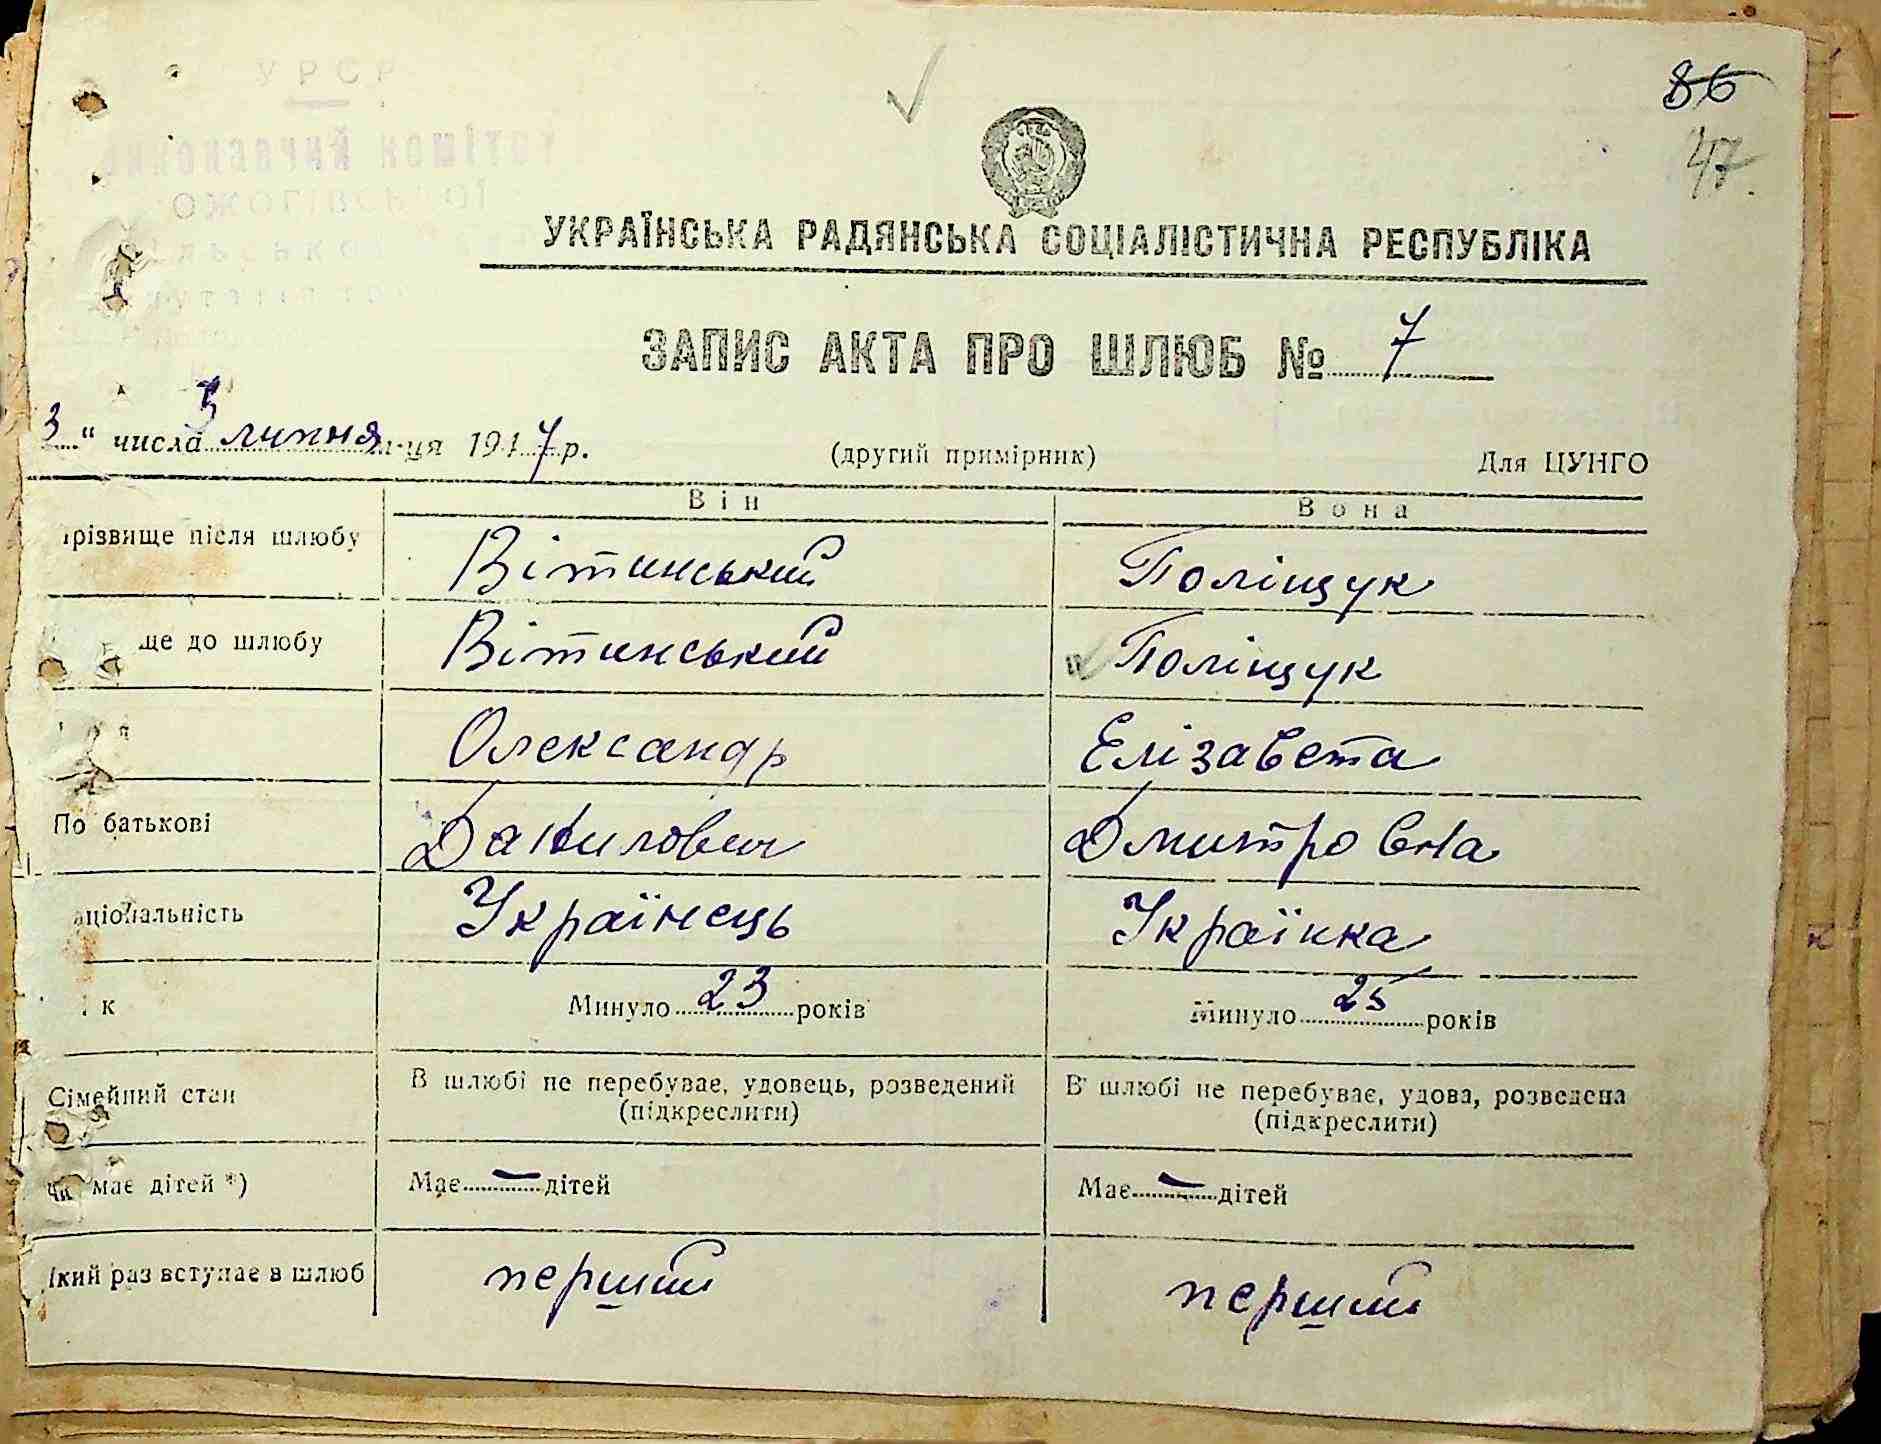 УРСР
виконавчий комітет
ОЖОГІВСЬКОЇ
86
47
УКРАЇНСЬКА РАДЯНСЬКА СОЦІАЛІСТИЧНА РЕСПУБЛІКА
ЗАПИС АКТА ПРО ШЛЮБ № 7
3 " числа 3 липня м-ця 1947 р. (другий примірник) Для ЦУНГО
Він Вона
прізвище після шлюбу Вітинський Поліщук
ще до шлюбу Вітинський Поліщук
Олександр Елізавета
По батькові Данилович Дмитровна
аціональність Українець Українка
к Минуло 23 років Минуло 25 років
Сімейний стан В шлюбі не перебуває, удовець, розведений В шлюбі не перебуває, удова, розведена
(підкреслити) (підкреслити)
Чи має дітей *) Має — дітей Має — дітей
який раз вступає в шлюб перший перший